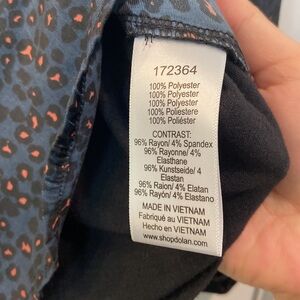 172364
100% Polyester
100% Polyester
100% Polyester
100% Poliestere
100% Poliéster
CONTRAST:
96% Rayon/ 4% Spandex
96% Rayonne/ 4%
Elasthane
96% Kunstseide/ 4
Elastan
96% Raion/ 4% Elatan
96% Rayón/ 4% Elastano
MADE IN VIETNAM
Fabriqué au VIETNAM
Hecho en VIETNAM
www.shopdolan.com